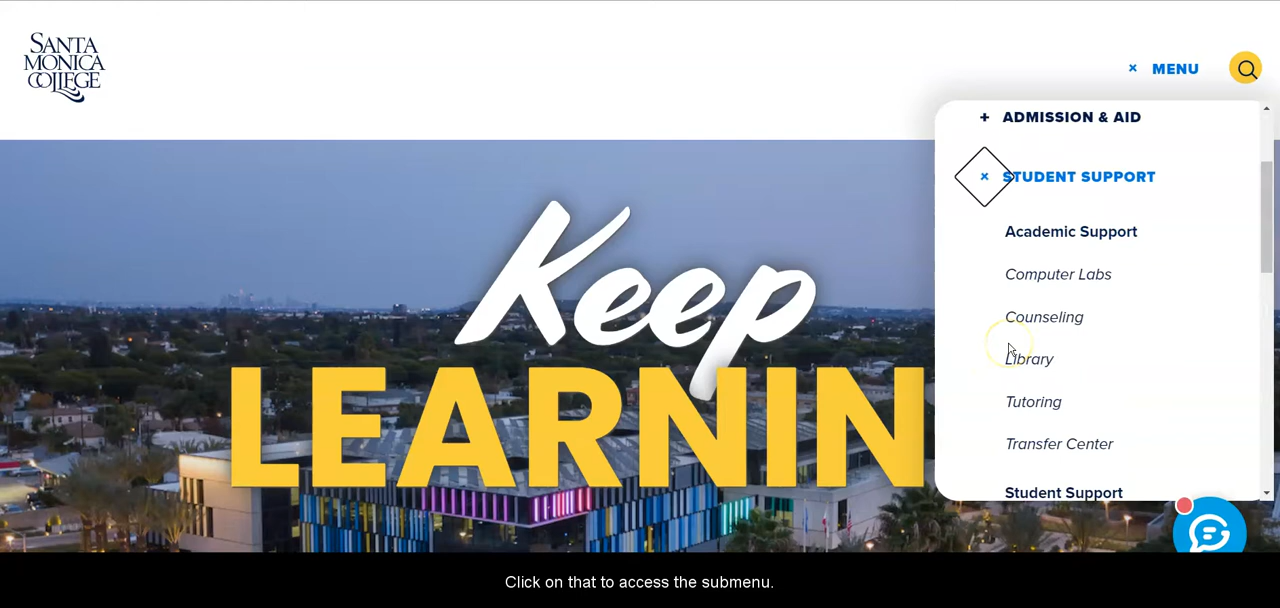 SANTA
MONICA
COLLEGE
× MENU
+ ADMISSION & AID
× STUDENT SUPPORT
Academic Support
Computer Labs
Counseling
Library
Tutoring
Transfer Center
Student Support
Keep
LEARNIN
Click on that to access the submenu.